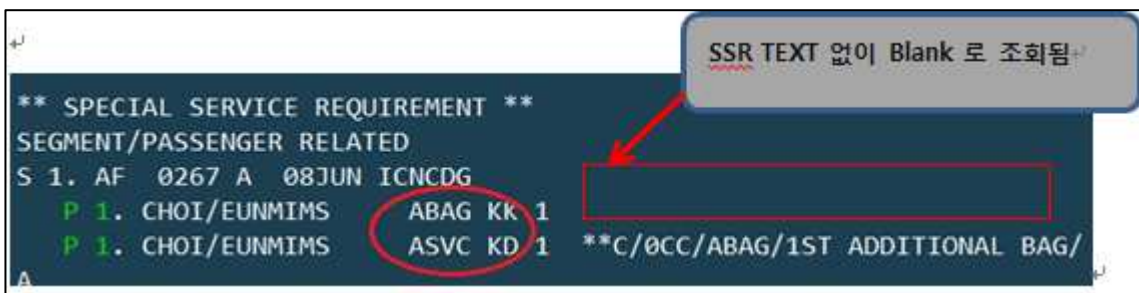 SSR TEXT 없이 Blank 로 조회됨
** SPECIAL SERVICE REQUIREMENT **
SEGMENT/PASSENGER RELATED
S 1. AF 0267 A 08JUN ICNCDG
P 1. CHOI/EUNMIMS ABAG KK 1
P 1. CHOI/EUNMIMS ASVC KD 1 **C/0CC/ABAG/1ST ADDITIONAL BAG/
A